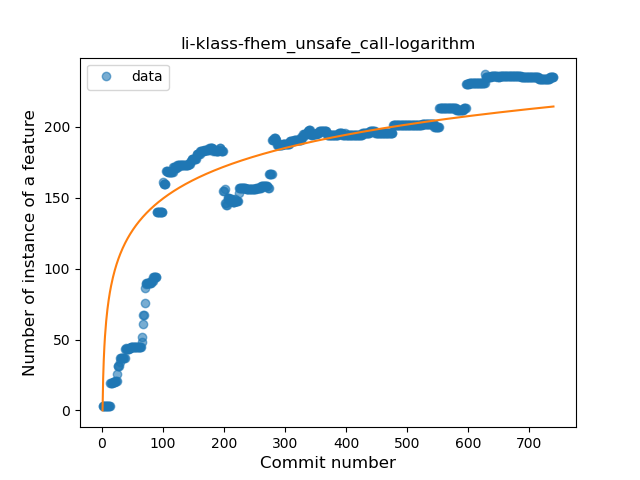 li-klass-fhem_unsafe_call-logarithm
data
Number of instance of a feature
200
150
100
50
0
0 100 200 300 400 500 600 700
Commit number